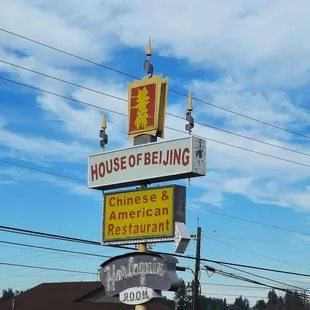 HOUSE OF BEIJING
Chinese &
American
Restaurant
Harlequin
ROOM